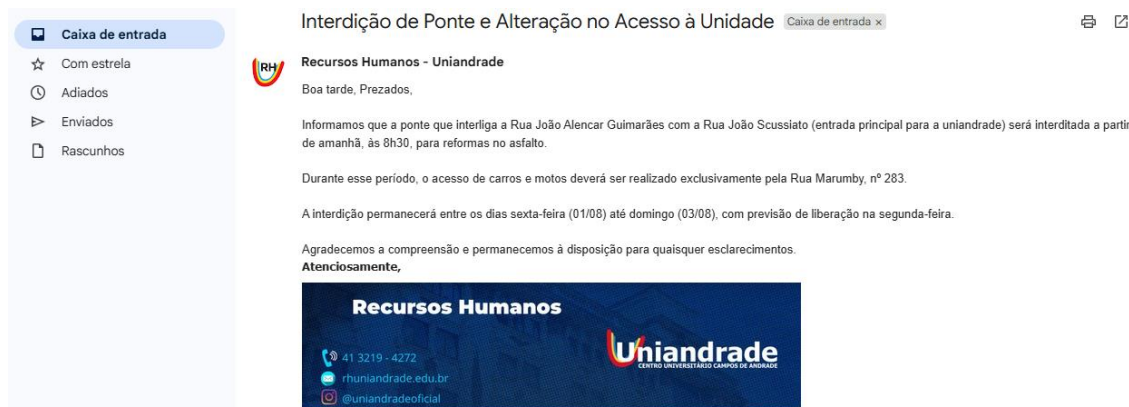 Interdição de Ponte e Alteração no Acesso à Unidade Caixa de entrada x
Caixa de entrada
Com estrela
Adiados
Enviados
Rascunhos
RH
Recursos Humanos - Uniandrade
Boa tarde, Prezados,
Informamos que a ponte que interliga a Rua João Alencar Guimarães com a Rua João Scussiato (entrada principal para a uniandrade) será interditada a partir
de amanhã, às 8h30, para reformas no asfalto.
Durante esse período, o acesso de carros e motos deverá ser realizado exclusivamente pela Rua Marumby, nº 283.
A interdição permanecerá entre os dias sexta-feira (01/08) até domingo (03/08), com previsão de liberação na segunda-feira.
Agradecemos a compreensão e permanecemos à disposição para quaisquer esclarecimentos.
Atenciosamente,
Recursos Humanos
41 3219 - 4272
rhuniandrade.edu.br
@uniandradeoficial
Uniandrade
CENTRO UNIVERSITÁRIO CAMPOS DE ANDRADE